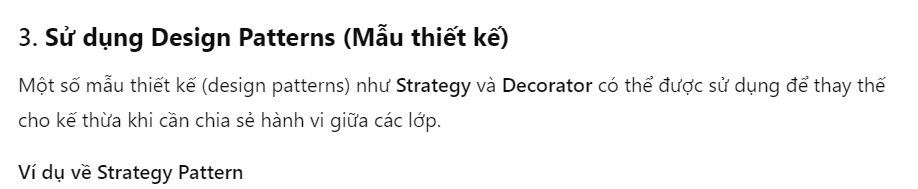 3. Sử dụng Design Patterns (Mẫu thiết kế)
Một số mẫu thiết kế (design patterns) như Strategy và Decorator có thể được sử dụng để thay thế
cho kế thừa khi cần chia sẻ hành vi giữa các lớp.
Ví dụ về Strategy Pattern